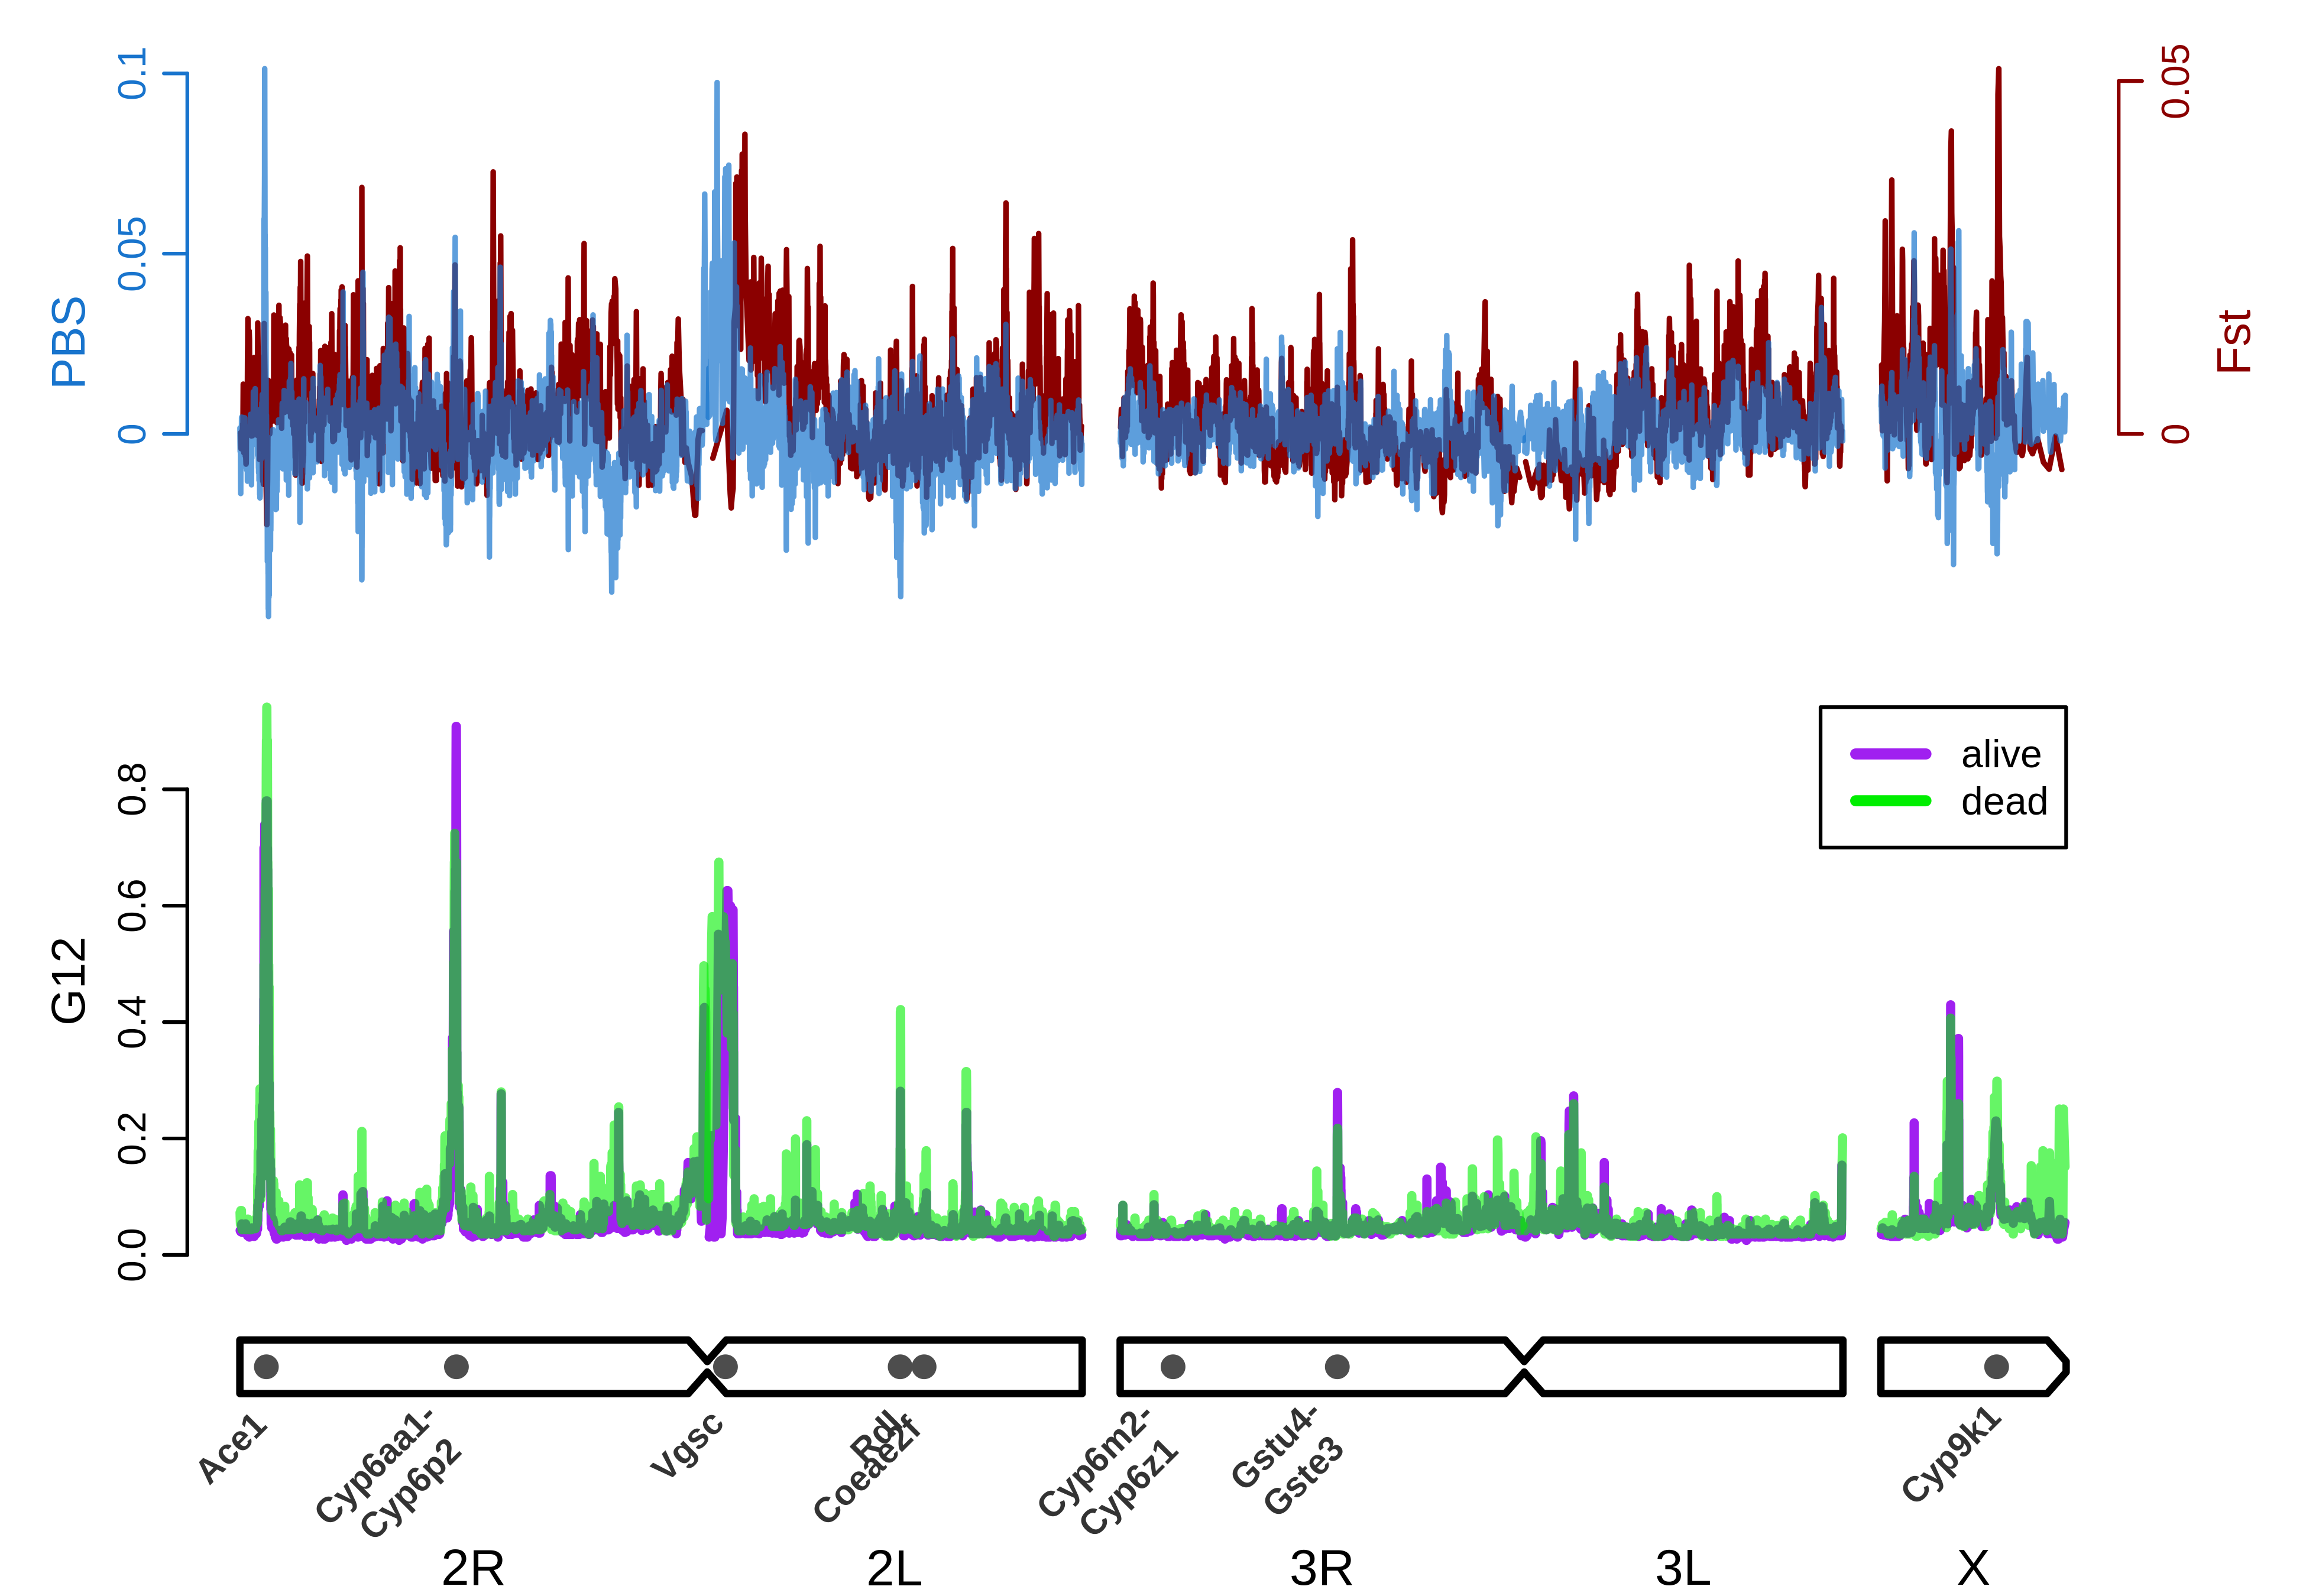 0.1
0.05
0
PBS
0.05
0
Fst
alive
dead
0.8
0.6
0.4
0.2
0.0
G12
Ace1
Cyp6aa1-
Cyp6p2
Vgsc
Rdl
Coeae2f
Cyp6m2-
Cyp6z1
Gstu4-
Gste3
Cyp9k1
2R 2L 3R 3L X